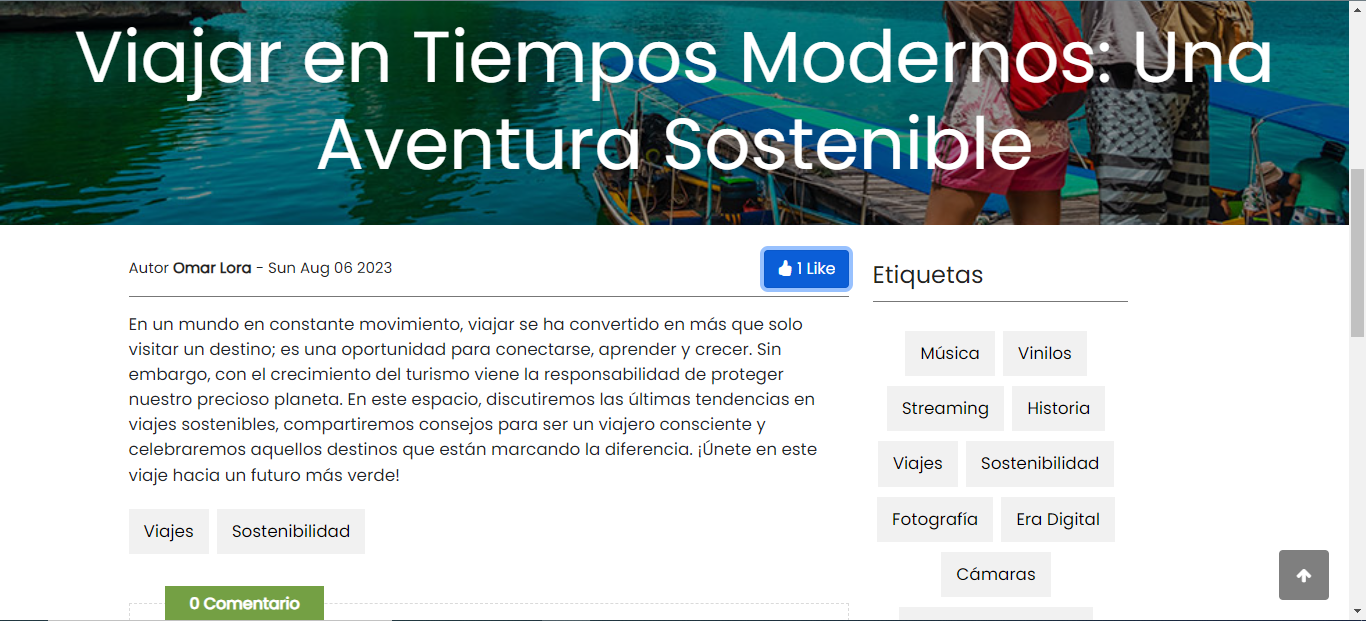 Viajar en Tiempos Modernos: Una
Aventura Sostenible
Autor Omar Lora - Sun Aug 06 2023
1 Like
En un mundo en constante movimiento, viajar se ha convertido en más que solo
visitar un destino; es una oportunidad para conectarse, aprender y crecer. Sin
embargo, con el crecimiento del turismo viene la responsabilidad de proteger
nuestro precioso planeta. En este espacio, discutiremos las últimas tendencias en
viajes sostenibles, compartiremos consejos para ser un viajero consciente y
celebraremos aquellos destinos que están marcando la diferencia. ¡Únete en este
viaje hacia un futuro más verde!
Viajes Sostenibilidad
0 Comentario
Etiquetas
Música Vinilos
Streaming Historia
Viajes Sostenibilidad
Fotografía Era Digital
Cámaras